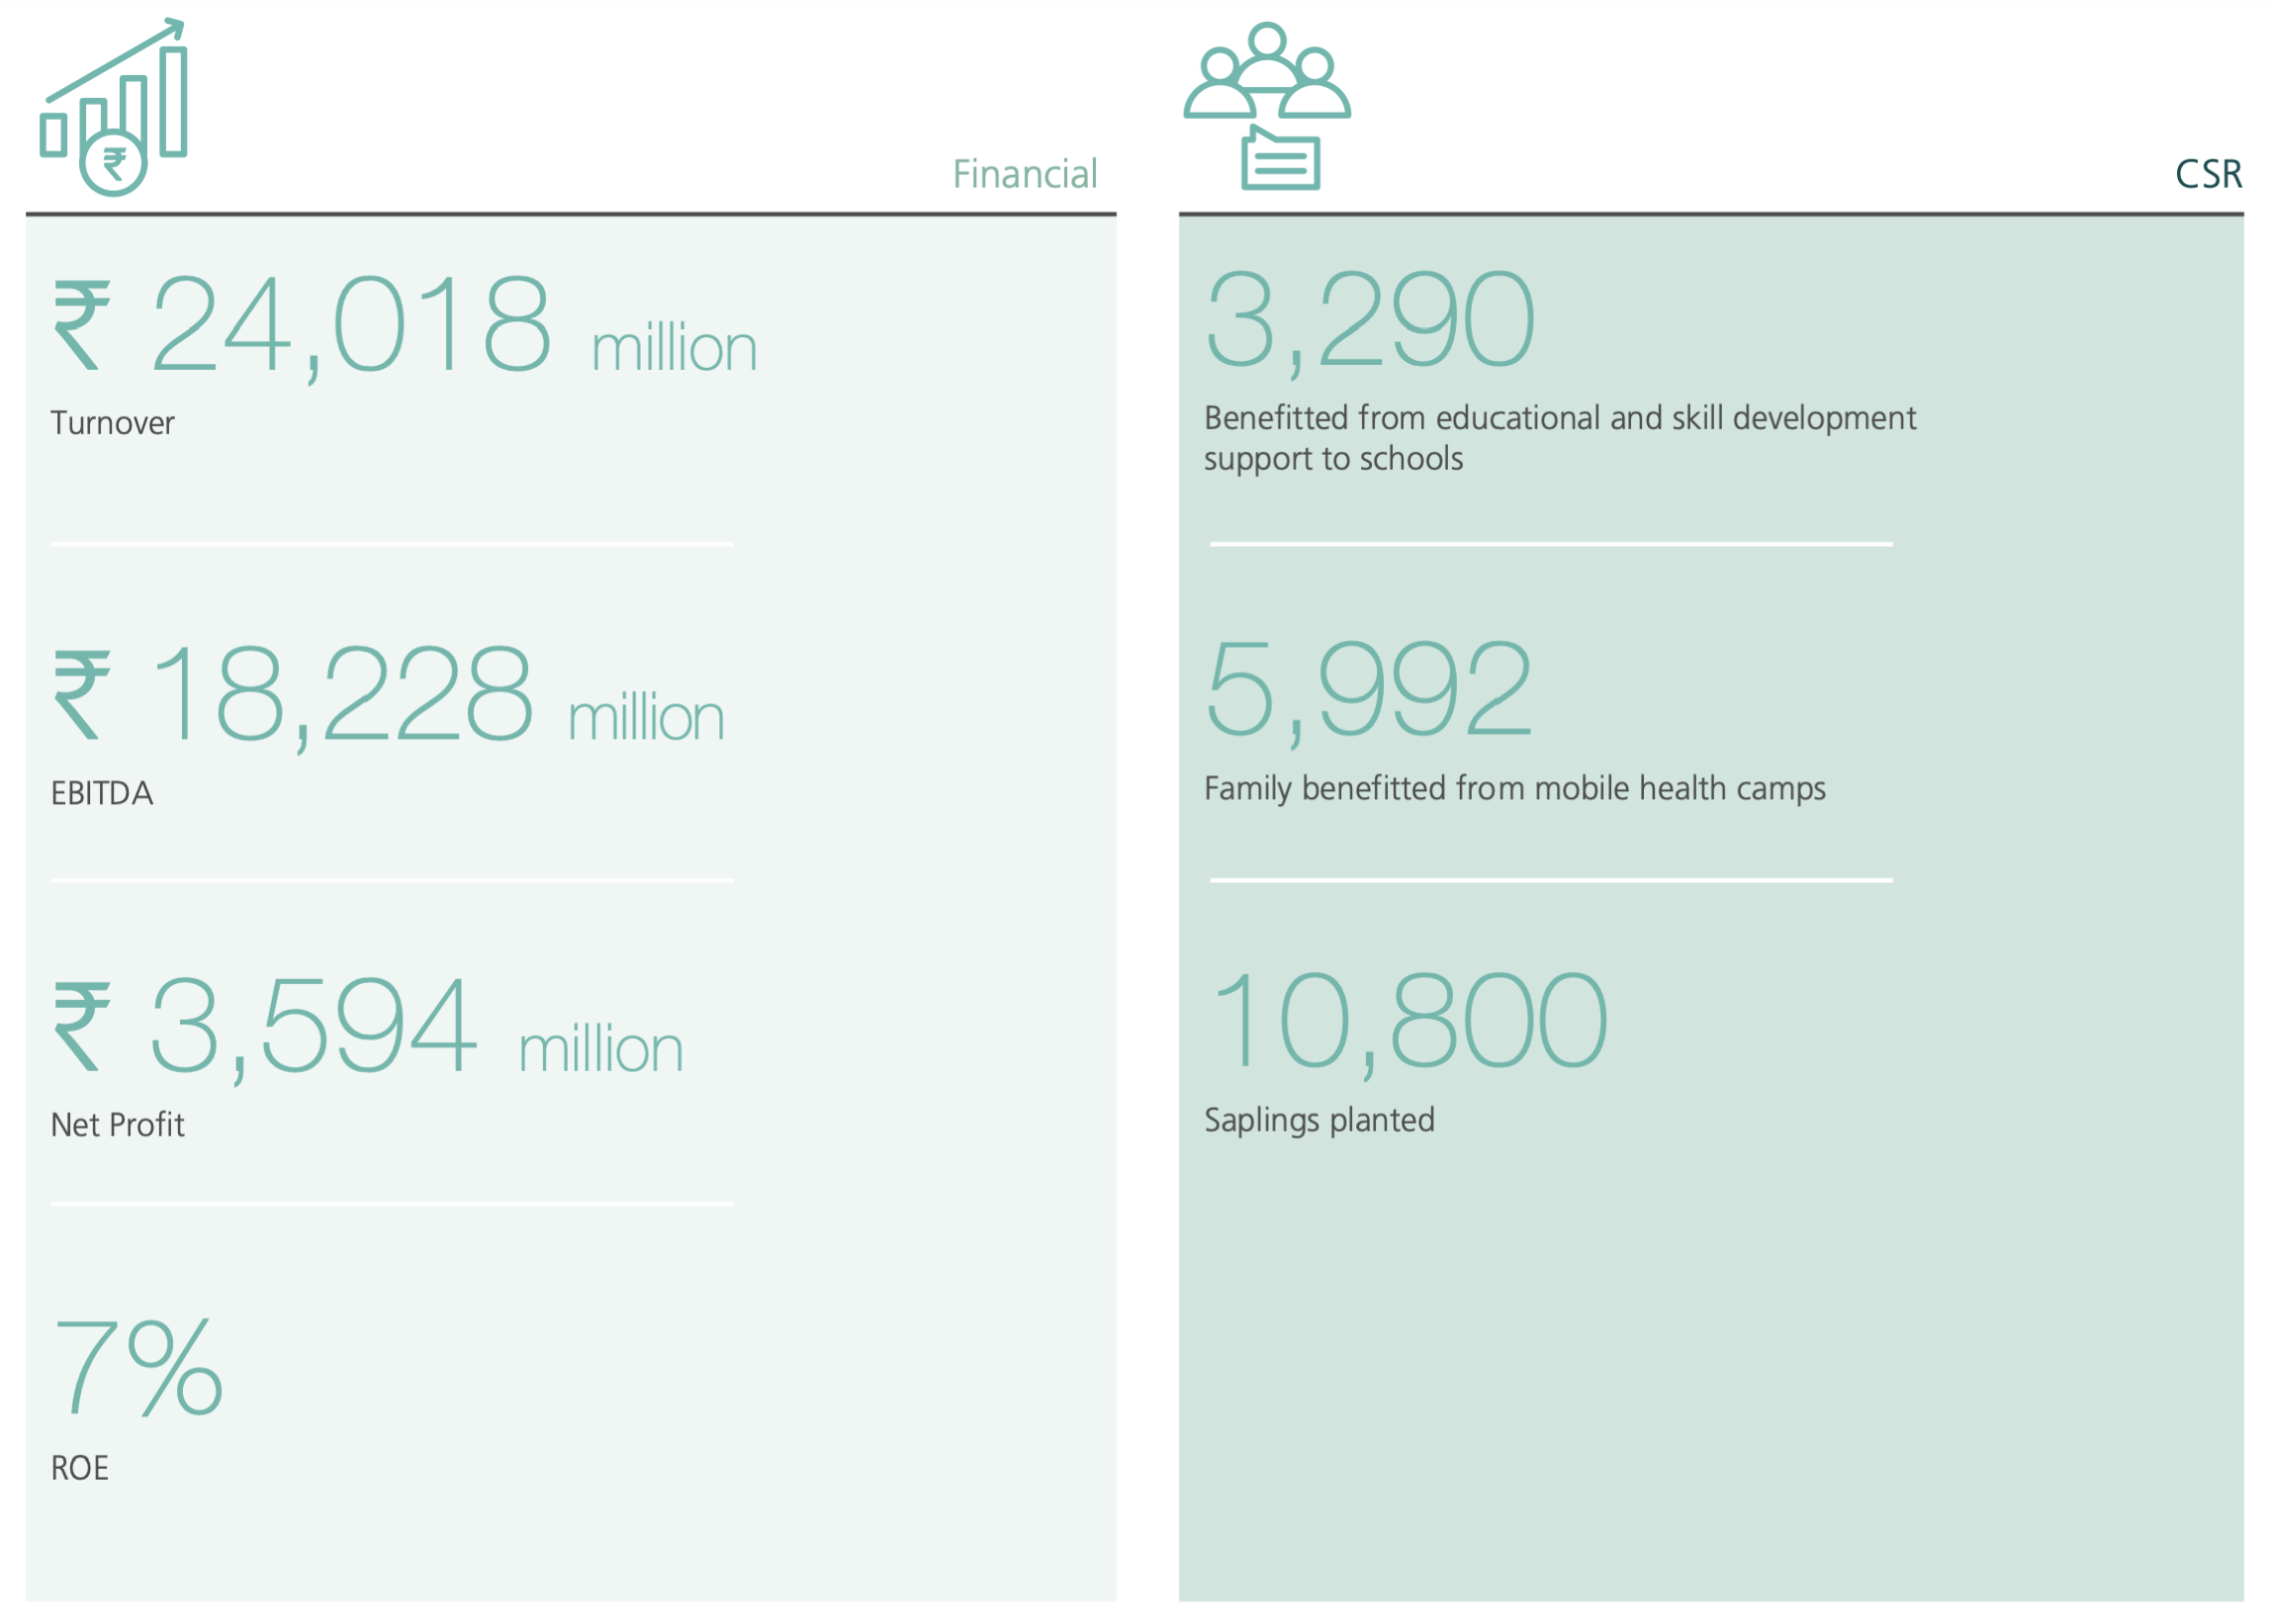 Financial
₹ 24,018 million
Turnover
₹ 18,228 million
EBITDA
₹ 3,594 million
Net Profit
7%
ROE
CSR
3,290
Benefitted from educational and skill development
support to schools
5,992
Family benefitted from mobile health camps
10,800
Saplings planted